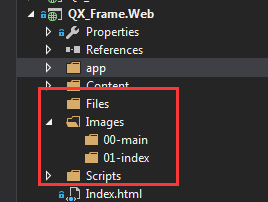 QX_Frame.Web
Properties
References
app
Content
Files
Images
00-main
01-index
Scripts
Index.html